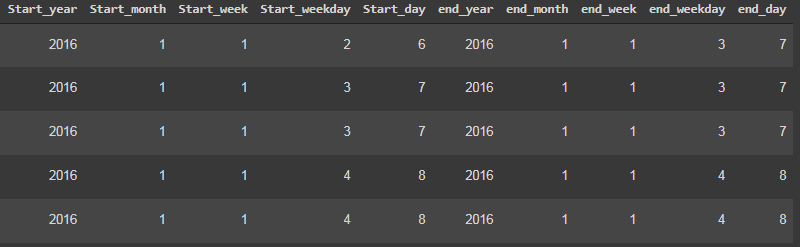 Start_year Start_month Start_week Start_weekday Start_day end_year end_month end_week end_weekday end_day
2016 1 1 2 6 2016 1 1 3 7
2016 1 1 3 7 2016 1 1 3 7
2016 1 1 3 7 2016 1 1 3 7
2016 1 1 4 8 2016 1 1 4 8
2016 1 1 4 8 2016 1 1 4 8